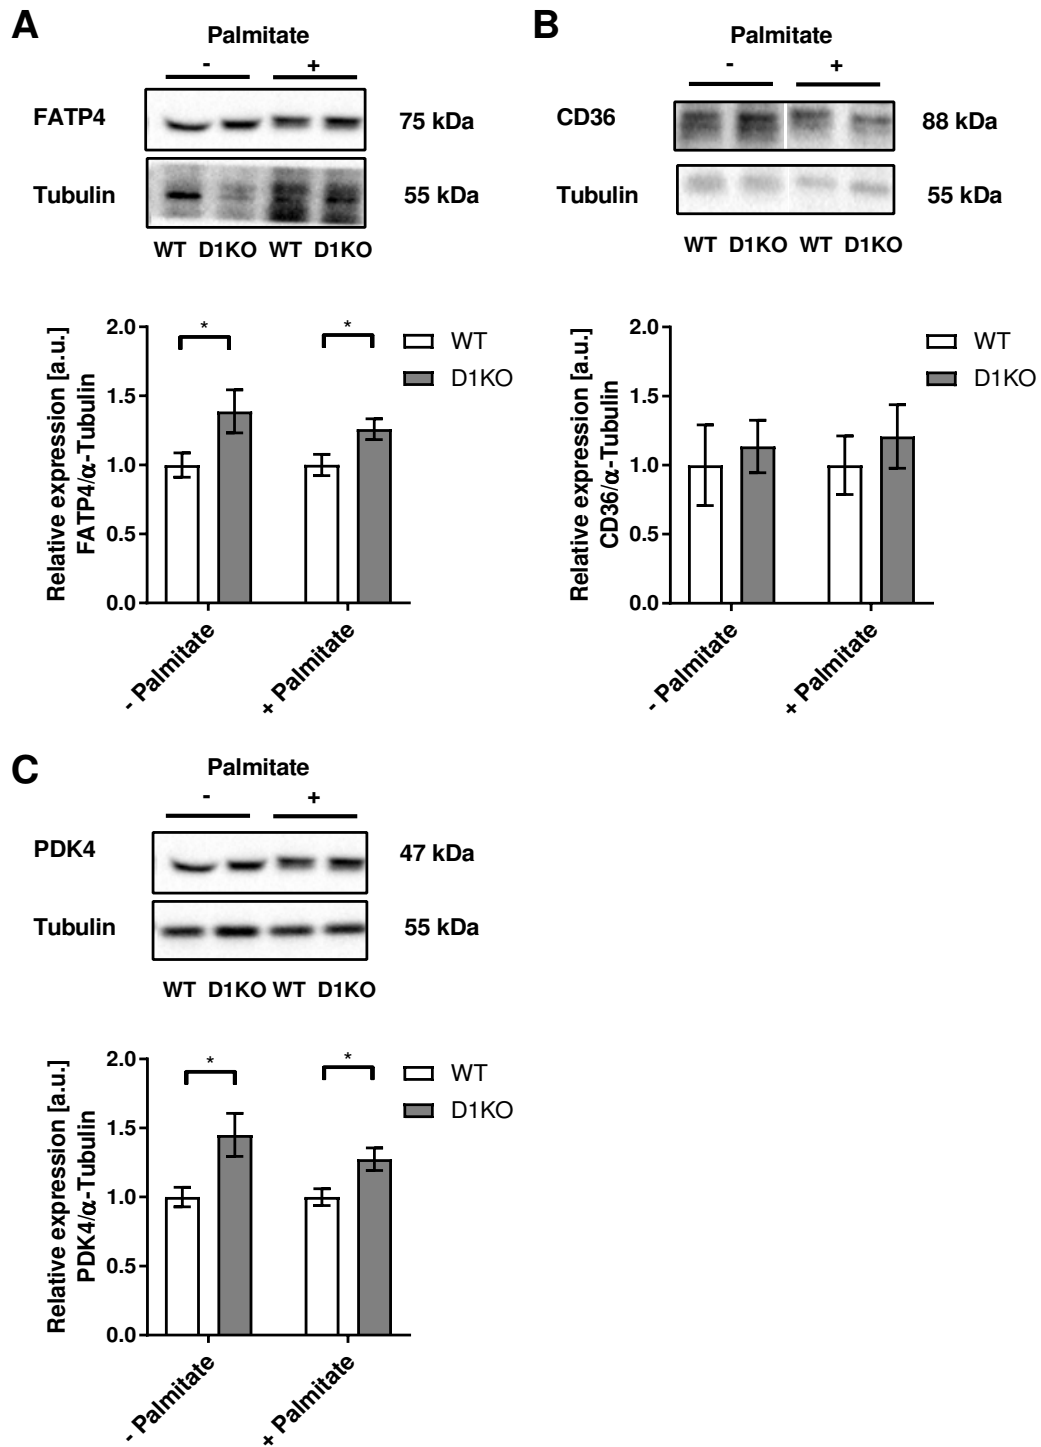 A
Palmitate
- +
FATP4 75 kDa
Tubulin 55 kDa
WT D1KO WT D1KO
Relative expression [a.u.]
FATP4/α-Tubulin
2.0
1.5
1.0
0.5
0.0
* *
WT
D1KO
- Palmitate
+ Palmitate
B
Palmitate
- +
CD36 88 kDa
Tubulin 55 kDa
WT D1KO WT D1KO
Relative expression [a.u.]
CD36/α-Tubulin
2.0
1.5
1.0
0.5
0.0
WT
D1KO
- Palmitate
+ Palmitate
C
Palmitate
- +
PDK4 47 kDa
Tubulin 55 kDa
WT D1KO WT D1KO
Relative expression [a.u.]
PDK4/α-Tubulin
2.0
1.5
1.0
0.5
0.0
* *
WT
D1KO
- Palmitate
+ Palmitate